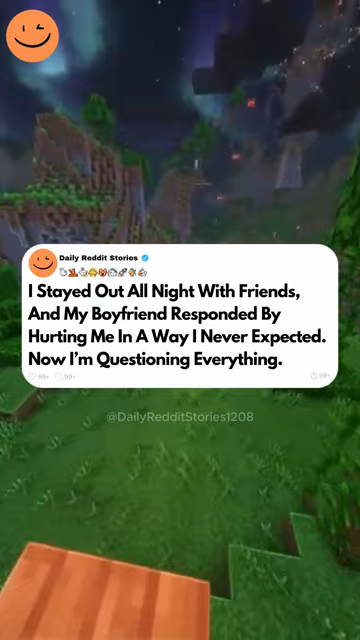 Daily Reddit Stories
I Stayed Out All Night With Friends,
And My Boyfriend Responded By
Hurting Me In A Way I Never Expected.
Now I'm Questioning Everything.
99+ 99+ 99+
@DailyRedditStories1208